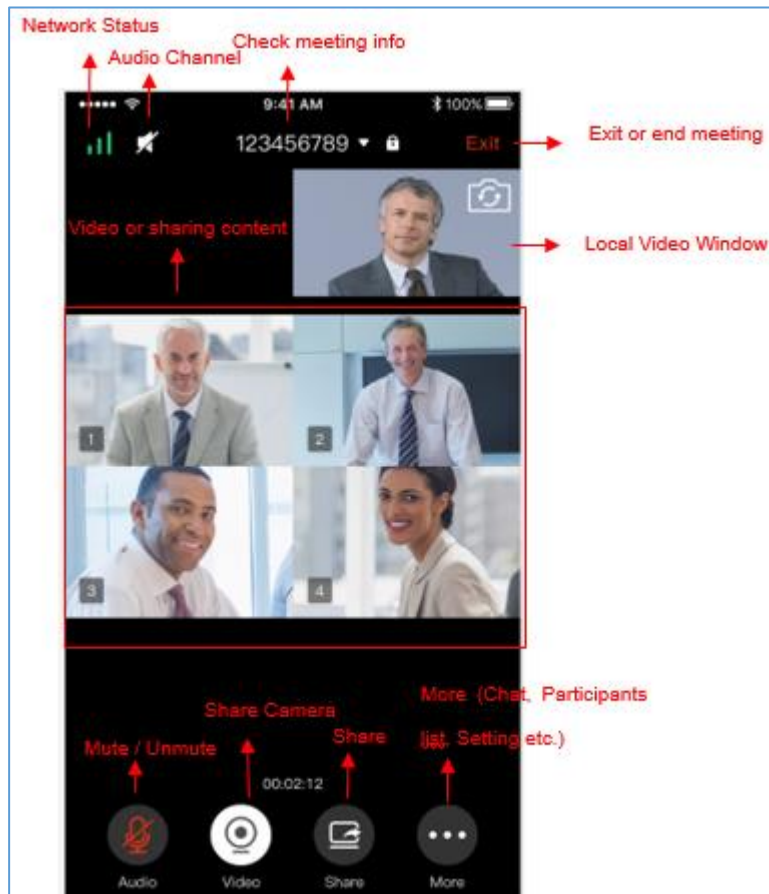 Network Status
Audio Channel
Check meeting info
9:41 AM
100%
123456789
Exit
Exit or end meeting
Video or sharing content
Local Video Window
1
2
3
4
More (Chat, Participants
list, Setting etc.)
Share Camera
Share
Mute / Unmute
00:02:12
Audio
Video
Share
More